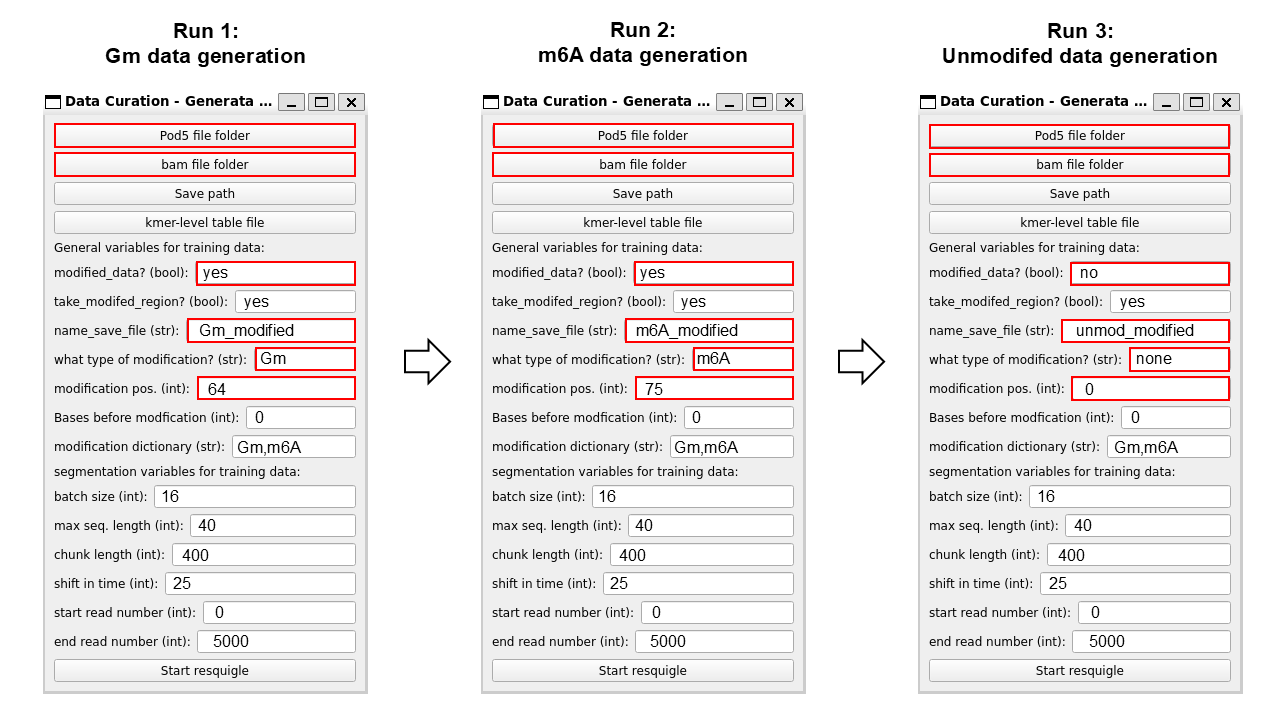 Run 1:
Gm data generation
Data Curation - Generata ...
Pod5 file folder
bam file folder
Save path
kmer-level table file
General variables for training data:
modified_data? (bool): yes
take_modifed_region? (bool): yes
name_save_file (str): Gm_modified
what type of modification? (str): Gm
modification pos. (int): 64
Bases before modfication (int): 0
modification dictionary (str): Gm,m6A
segmentation variables for training data:
batch size (int): 16
max seq. length (int): 40
chunk length (int): 400
shift in time (int): 25
start read number (int): 0
end read number (int): 5000
Start resquigle
Run 2:
m6A data generation
Data Curation - Generata ...
Pod5 file folder
bam file folder
Save path
kmer-level table file
General variables for training data:
modified_data? (bool): yes
take_modifed_region? (bool): yes
name_save_file (str): m6A_modified
what type of modification? (str): m6A
modification pos. (int): 75
Bases before modfication (int): 0
modification dictionary (str): Gm,m6A
segmentation variables for training data:
batch size (int): 16
max seq. length (int): 40
chunk length (int): 400
shift in time (int): 25
start read number (int): 0
end read number (int): 5000
Start resquigle
Run 3:
Unmodifed data generation
Data Curation - Generata ...
Pod5 file folder
bam file folder
Save path
kmer-level table file
General variables for training data:
modified_data? (bool): no
take_modifed_region? (bool): yes
name_save_file (str): unmod_modified
what type of modification? (str): none
modification pos. (int): 0
Bases before modfication (int): 0
modification dictionary (str): Gm,m6A
segmentation variables for training data:
batch size (int): 16
max seq. length (int): 40
chunk length (int): 400
shift in time (int): 25
start read number (int): 0
end read number (int): 5000
Start resquigle